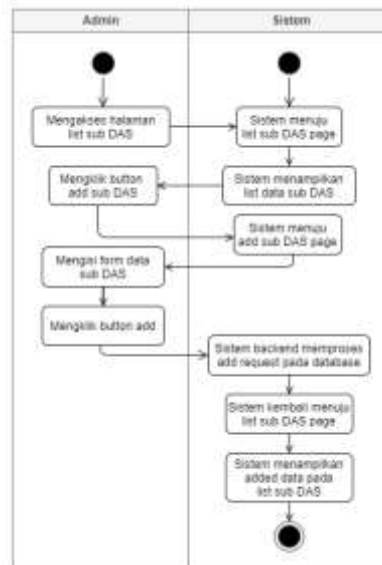 Admin
Sistem
Mengakses halaman
list sub DAS
Sistem menuju
list sub DAS page
Sistem menampilkan
list data sub DAS
Mengklik button
add sub DAS
Sistem menuju
add sub DAS page
Mengisi form data
sub DAS
Mengklik button add
Sistem backend memproses
add request pada database
Sistem kembali menuju
list sub DAS page
Sistem menampilkan
added data pada
list sub DAS